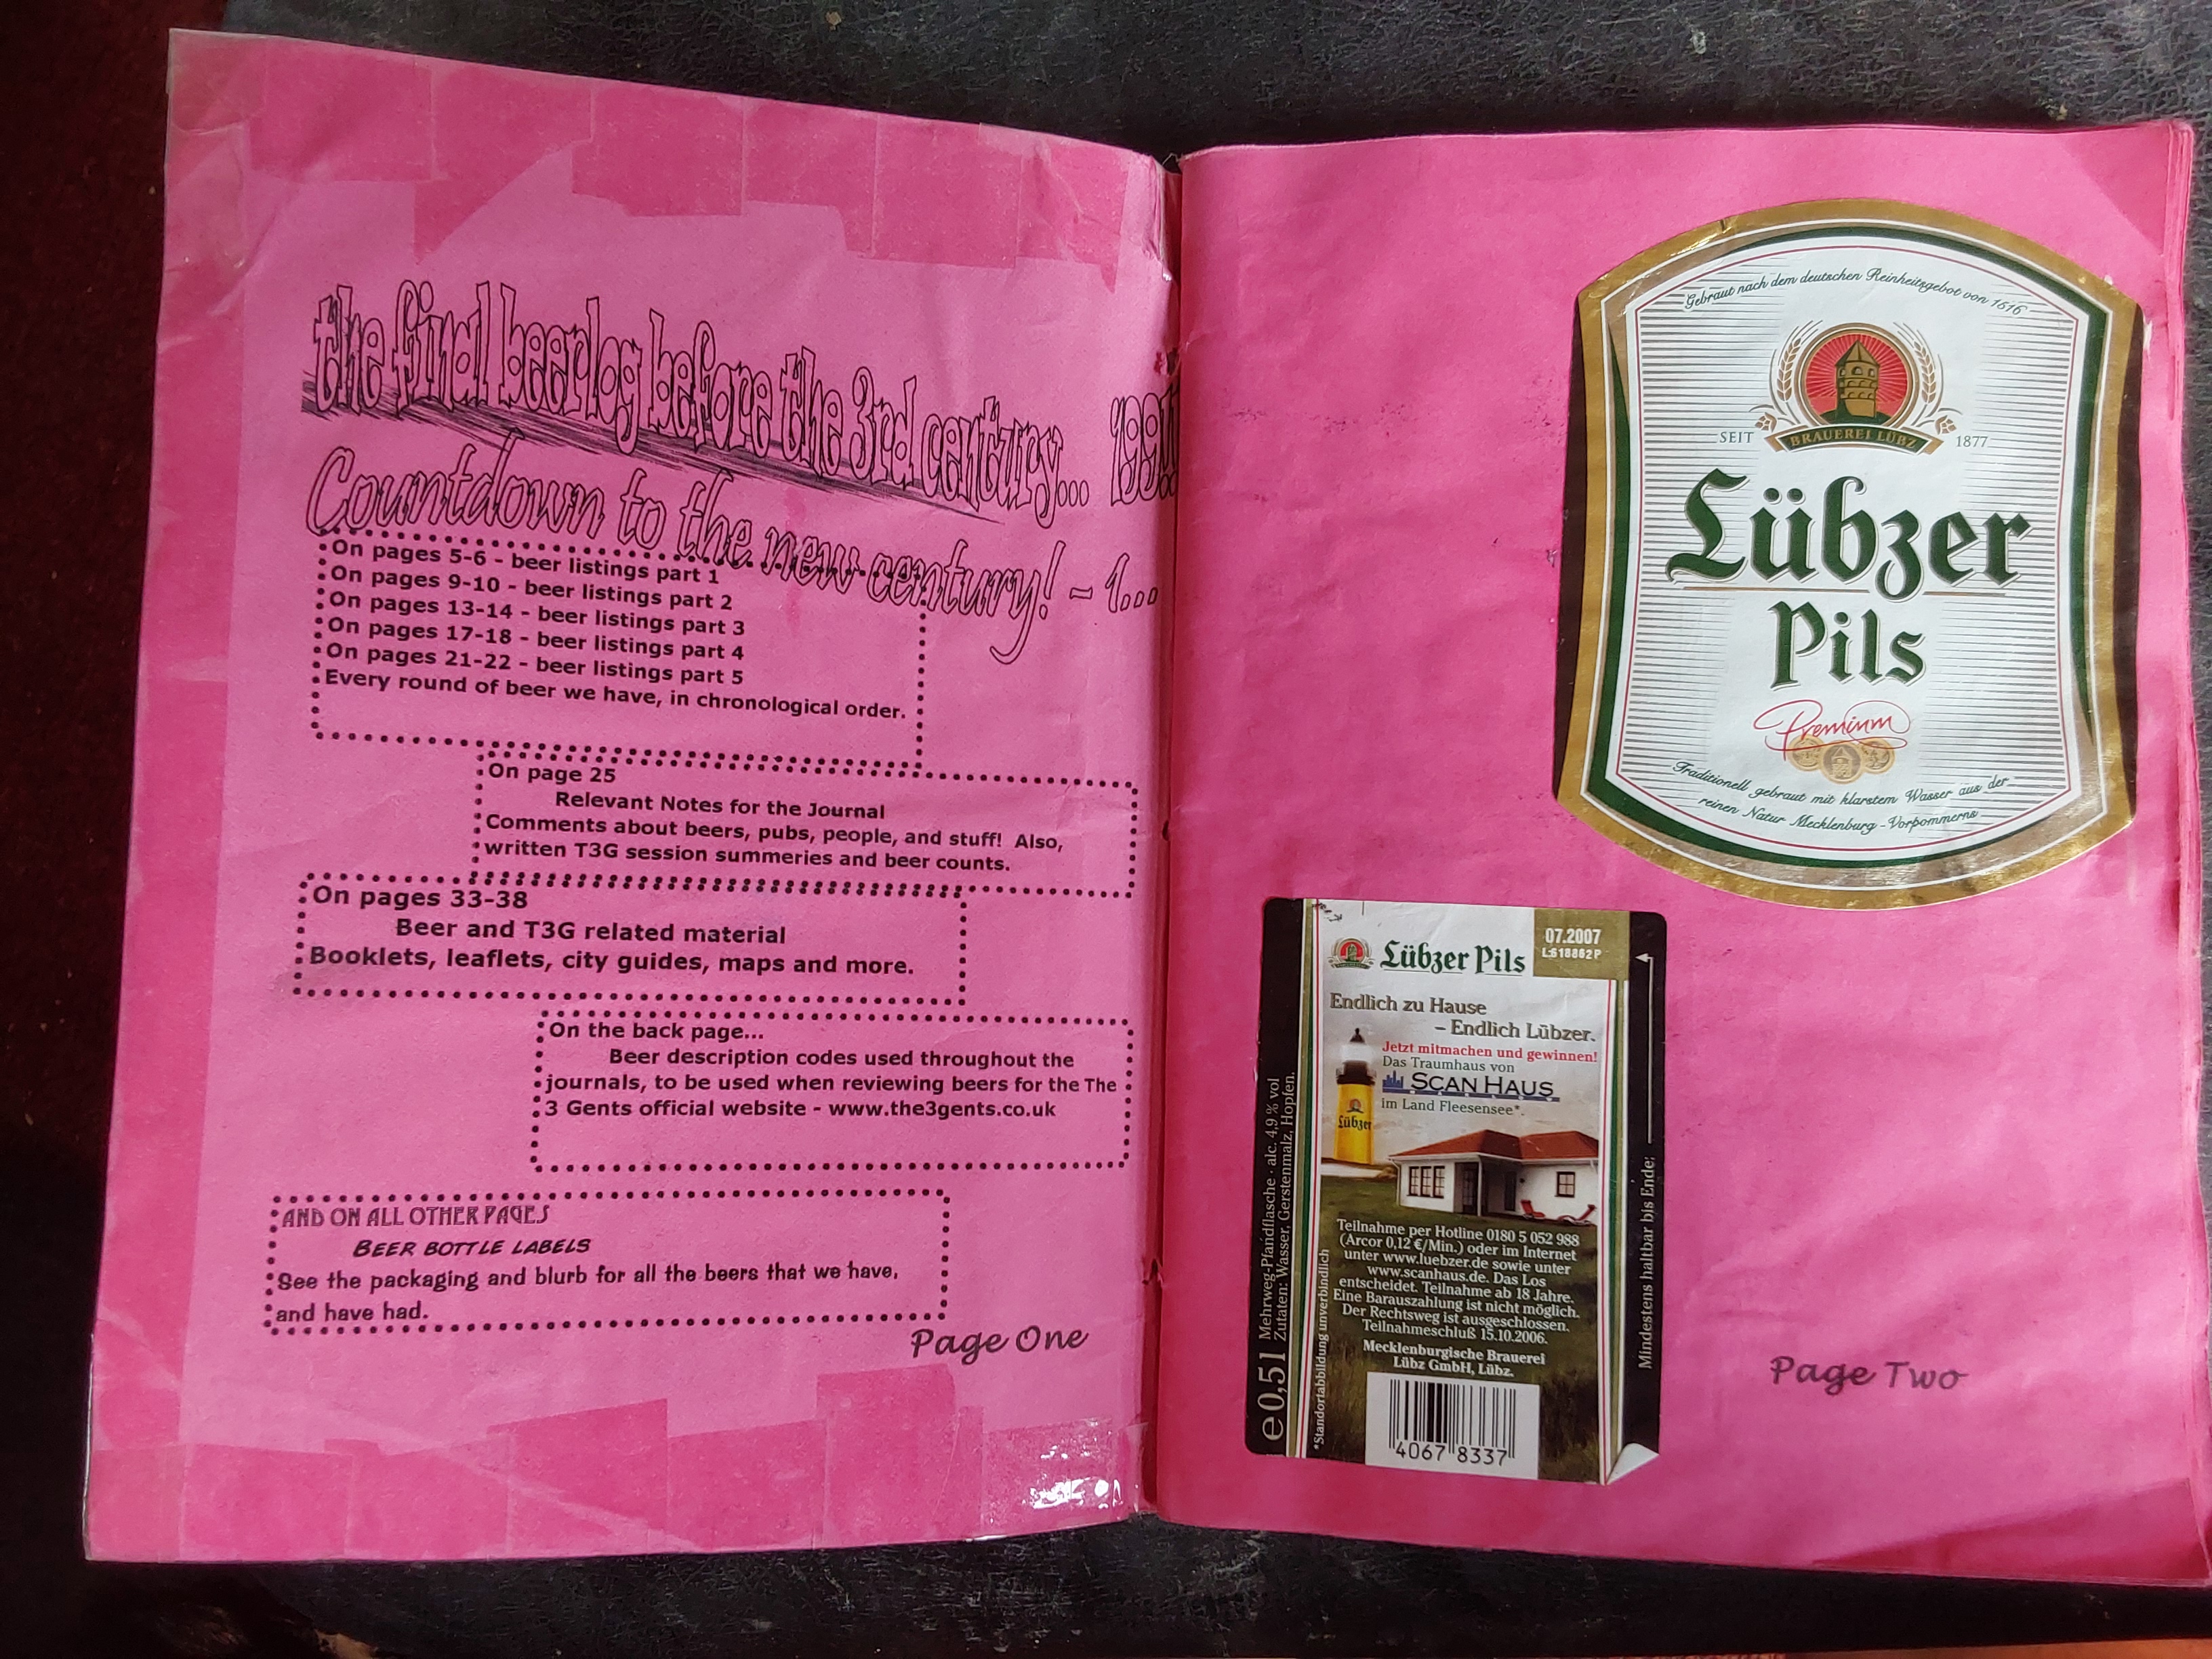 the final beerlog before the 3rd century... 199!!
Countdown to the new century! - 1...
On pages 5-6 - beer listings part 1
On pages 9-10 - beer listings part 2
On pages 13-14 - beer listings part 3
On pages 17-18 - beer listings part 4
On pages 21-22 - beer listings part 5
Every round of beer we have, in chronological order.
On page 25
Relevant Notes for the Journal
Comments about beers, pubs, people, and stuff! Also,
written T3G session summeries and beer counts.
On pages 33-38
Beer and T3G related material
Booklets, leaflets, city guides, maps and more.
On the back page...
Beer description codes used throughout the
journals, to be used when reviewing beers for the The
3 Gents official website - www.the3gents.co.uk
AND ON ALL OTHER PAGES
BEER BOTTLE LABELS
See the packaging and blurb for all the beers that we have,
and have had.
Page One
Gebraut nach dem deutschen Reinheitsgebot von 1516
SEIT BRAUEREI LÜBZ 1877
Lübzer
Pils
Premium
Traditionell gebraut mit klarstem Wasser aus der
reinen Natur Mecklenburg-Vorpommerns
Lübzer Pils
07.2007
L:618862P
Endlich zu Hause
– Endlich Lübzer.
Jetzt mitmachen und gewinnen!
Das Traumhaus von
SCAN HAUS
im Land Fleesensee*.
Lübzer
Teilnahme per Hotline 0180 5 052 988
(Arcor 0,12 €/Min.) oder im Internet
unter www.luebzer.de sowie unter
www.scanhaus.de. Das Los
entscheidet. Teilnahme ab 18 Jahre.
Eine Barauszahlung ist nicht möglich.
Der Rechtsweg ist ausgeschlossen.
Teilnahmeschluß 15.10.2006.
Mecklenburgische Brauerei
Lübz GmbH, Lübz.
4067 8337
e 0,5 l Mehrweg-Pfandflasche · alc. 4,9 % vol
Zutaten: Wasser, Gerstenmalz, Hopfen.
*Standortabbildung unverbindlich
Mindestens haltbar bis Ende:
Page Two